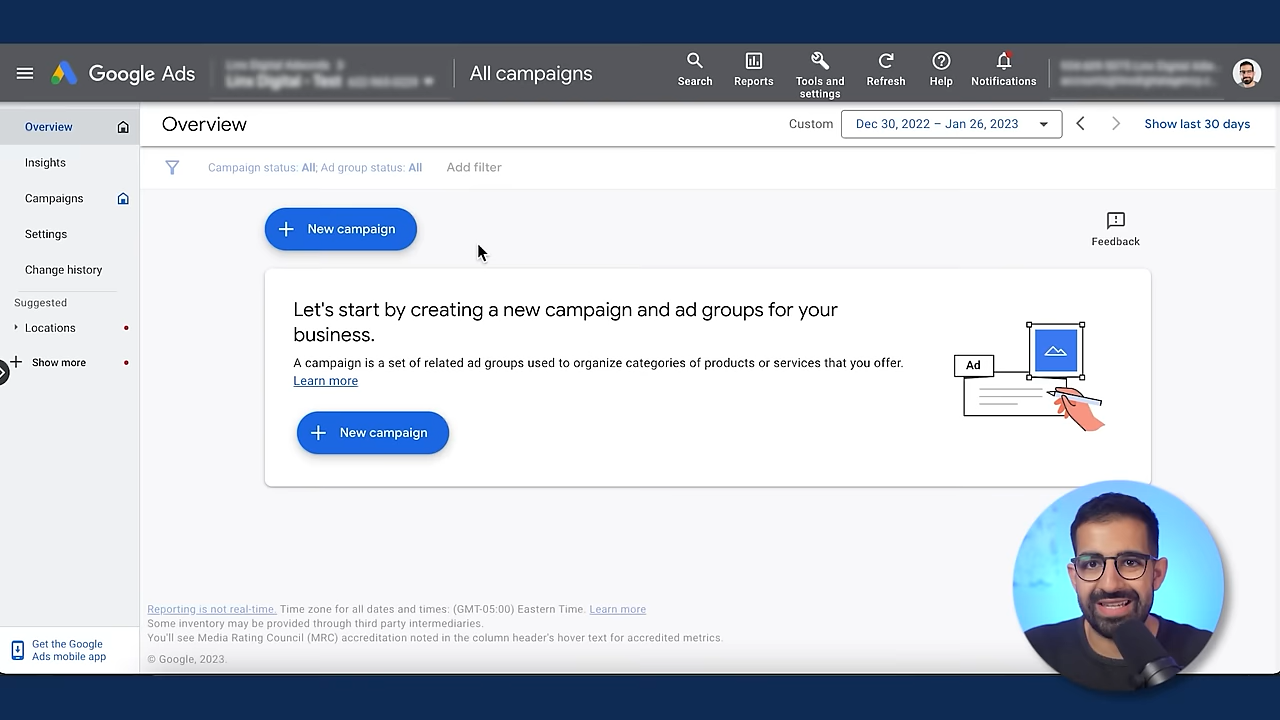 Google Ads
All campaigns
Search
Reports
Tools and
settings
Refresh
Help
Notifications
Overview
Insights
Campaigns
Settings
Change history
Suggested
Locations
Show more
Get the Google
Ads mobile app
Overview
Custom
Dec 30, 2022 – Jan 26, 2023
Show last 30 days
Campaign status: All; Ad group status: All
Add filter
New campaign
Feedback
Let's start by creating a new campaign and ad groups for your
business.
A campaign is a set of related ad groups used to organize categories of products or services that you offer.
Learn more
New campaign
Ad
Reporting is not real-time. Time zone for all dates and times: (GMT-05:00) Eastern Time. Learn more
Some inventory may be provided through third party intermediaries.
You'll see Media Rating Council (MRC) accreditation noted in the column header's hover text for accredited metrics.
© Google, 2023.